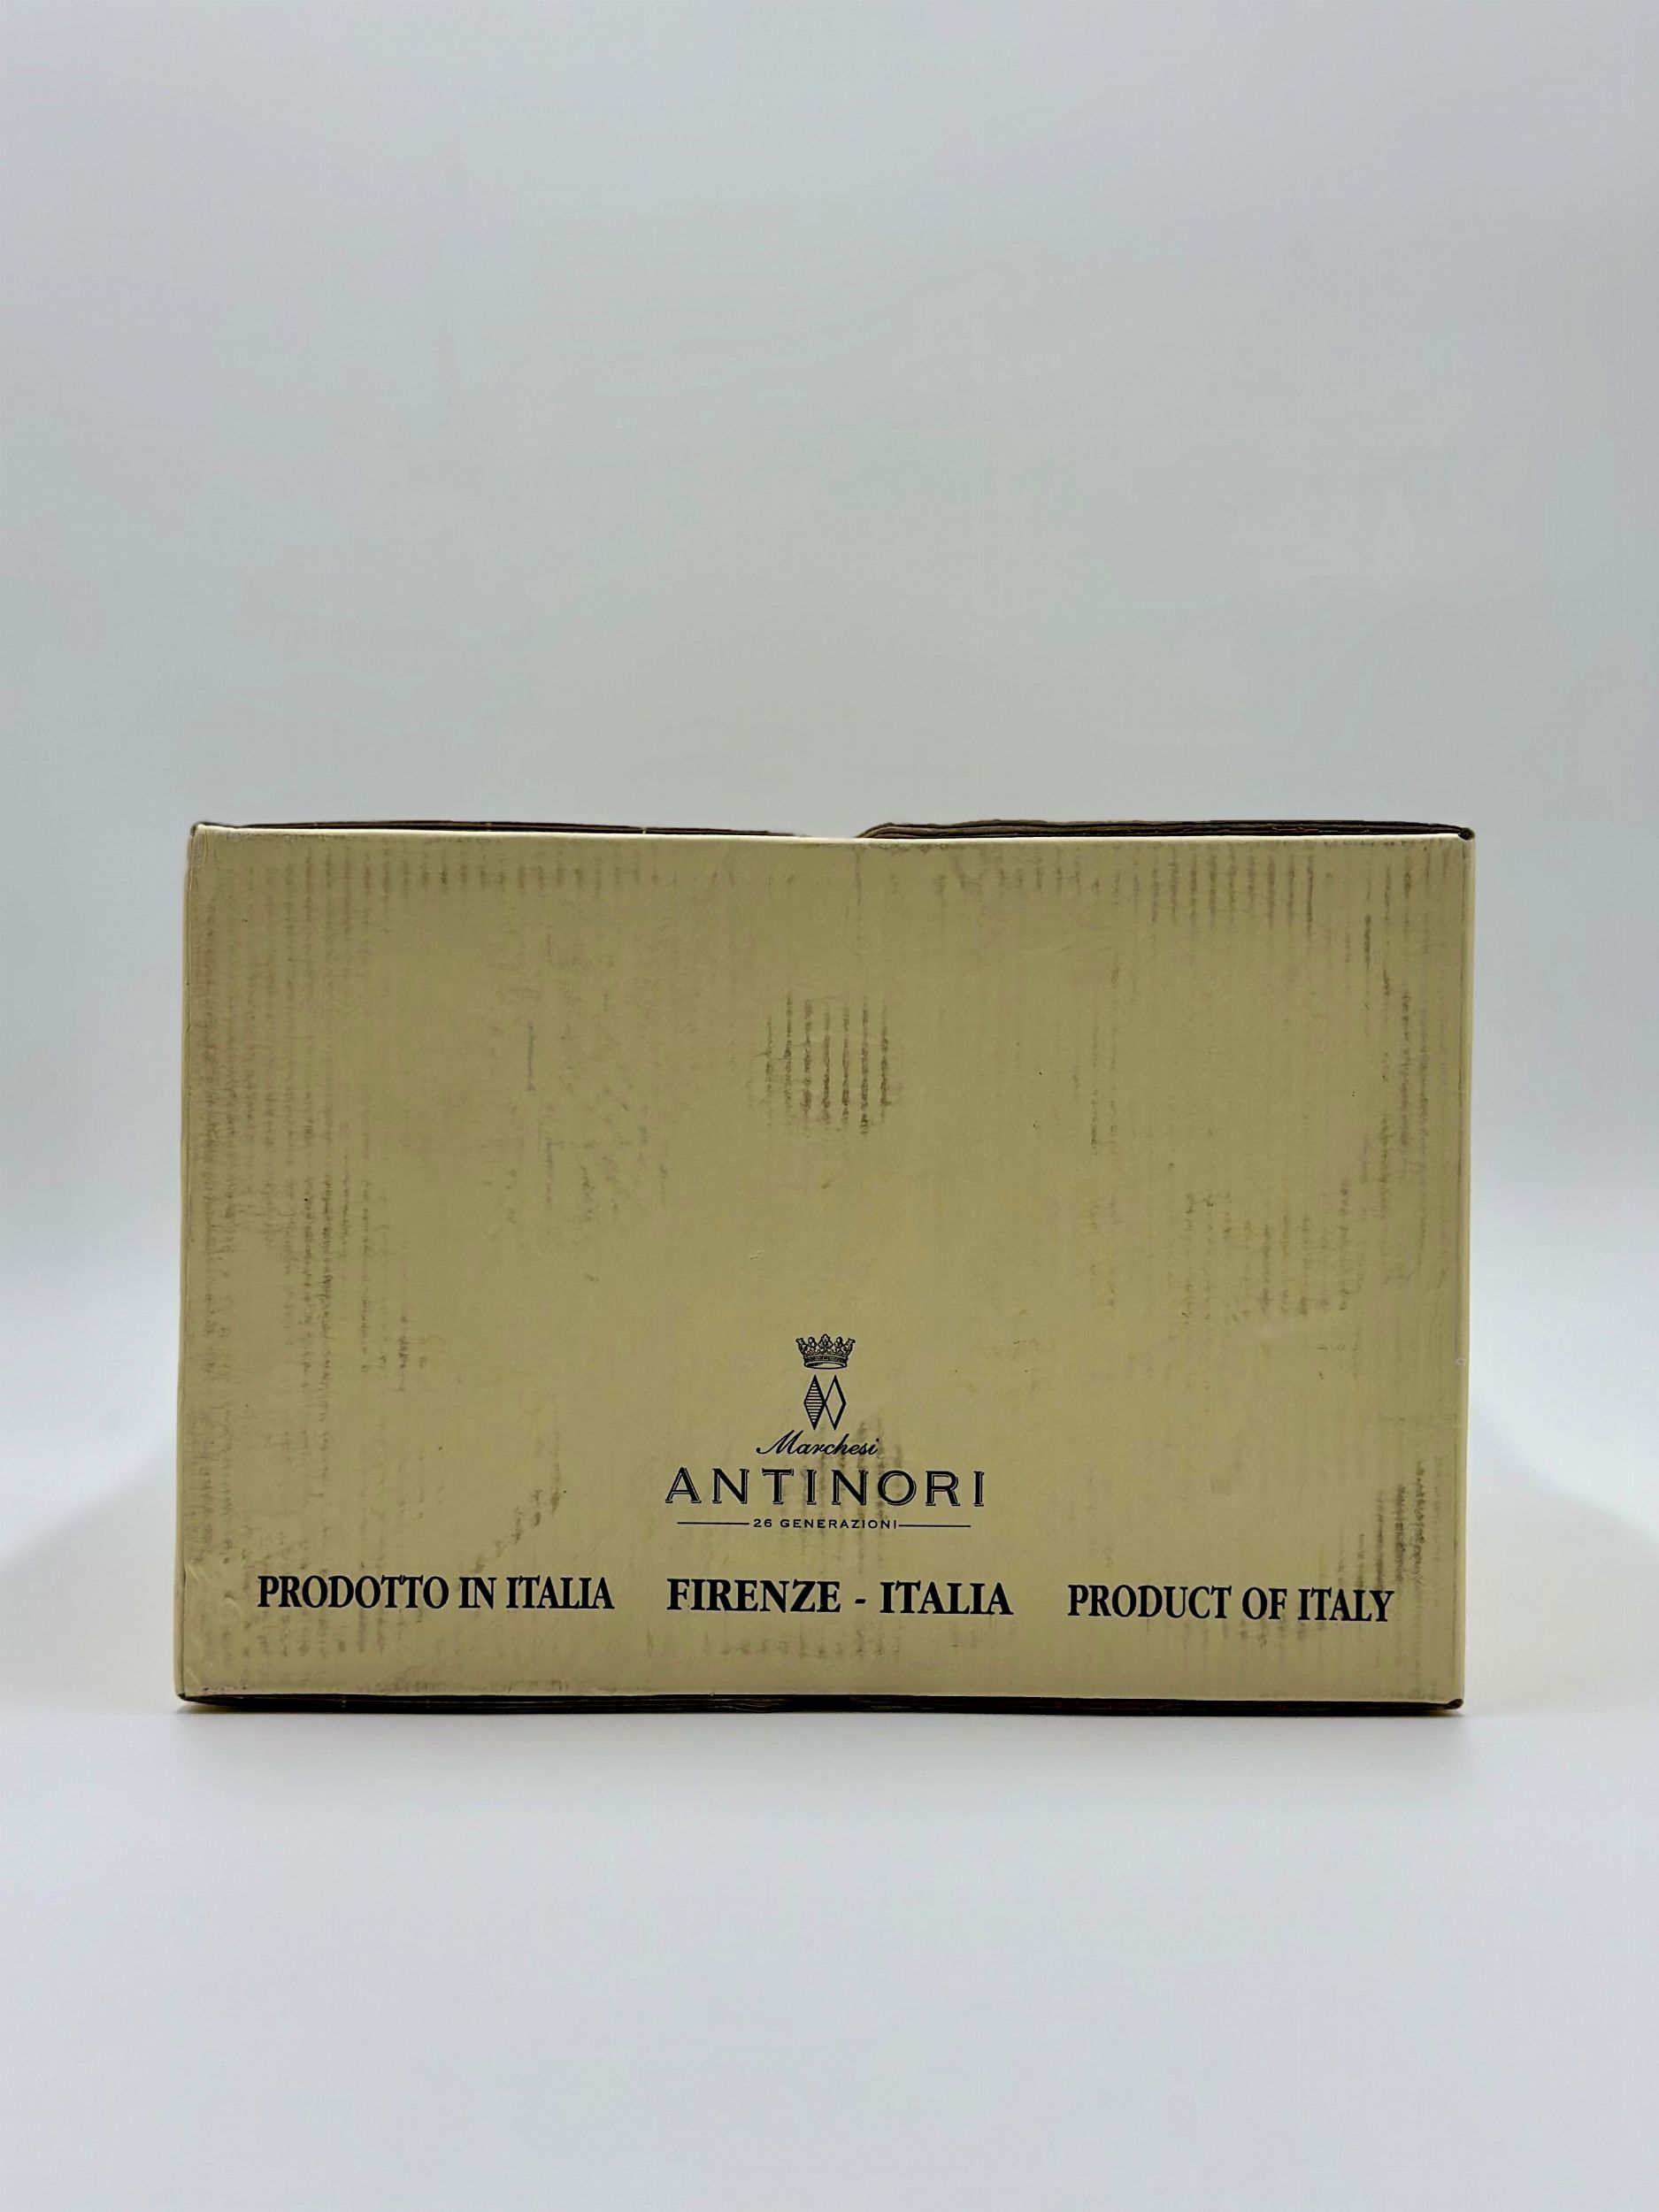 Marchesi
ANTINORI
26 GENERAZIONI
PRODOTTO IN ITALIA FIRENZE - ITALIA PRODUCT OF ITALY